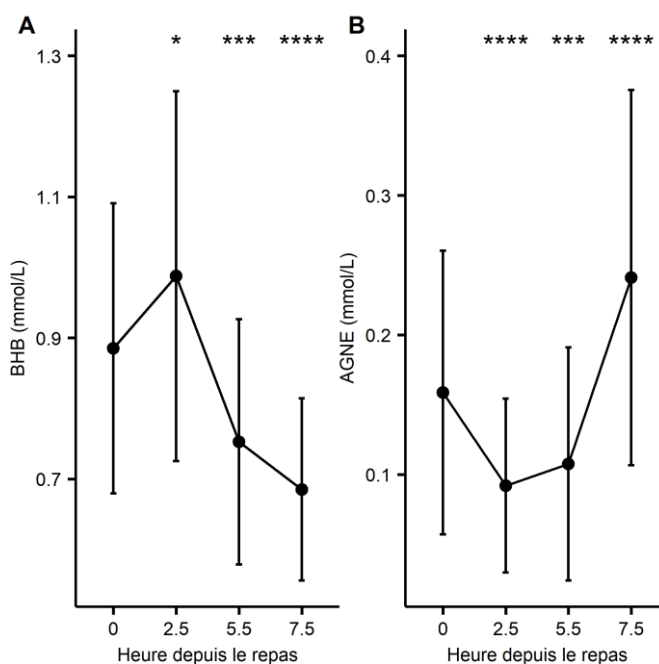 A
* *** ****
1.3
1.1
0.9
0.7
BHB (mmol/L)
0 2.5 5.5 7.5
Heure depuis le repas
B
**** *** ****
0.4
0.3
0.2
0.1
AGNE (mmol/L)
0 2.5 5.5 7.5
Heure depuis le repas